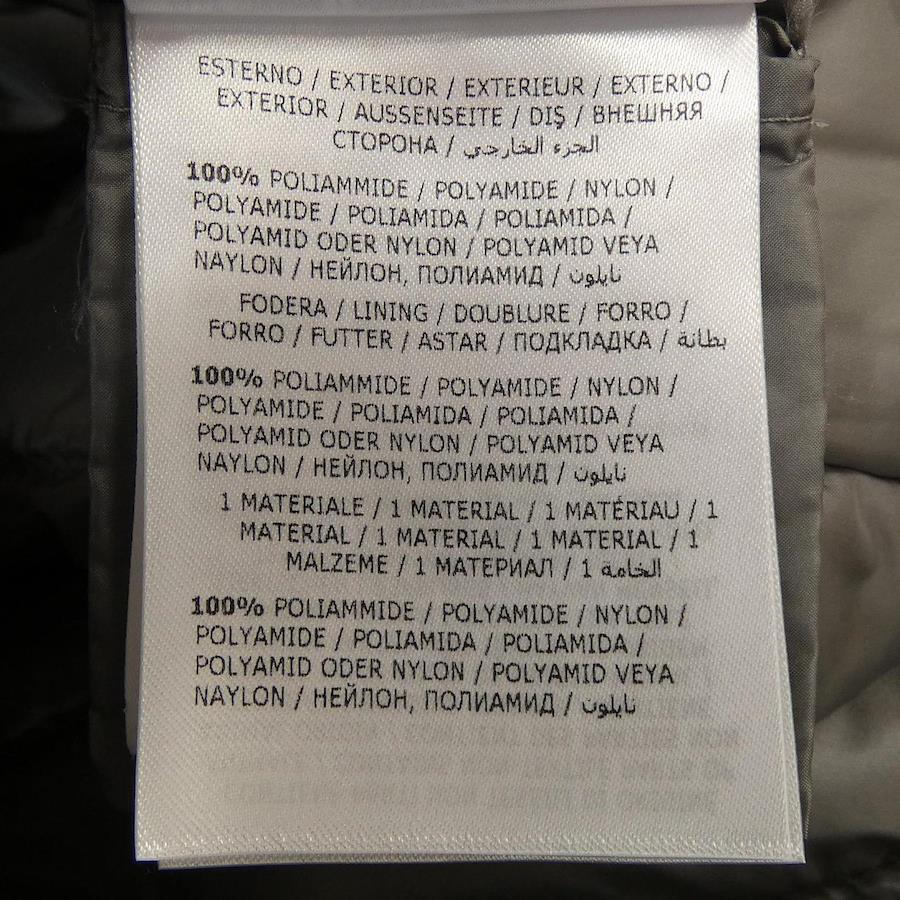 ESTERNO / EXTERIOR / EXTERIEUR / EXTERNO /
EXTERIOR / AUSSENSEITE / DIŞ / ВНЕШНЯЯ
СТОРОНА / الجزء الخارجي
100% POLIAMMIDE / POLYAMIDE / NYLON /
POLYAMIDE / POLIAMIDA / POLIAMIDA /
POLYAMID ODER NYLON / POLYAMID VEYA
NAYLON / НЕЙЛОН, ПОЛИАМИД / نايلون
FODERA / LINING / DOUBLURE / FORRO /
FORRO / FUTTER / ASTAR / ПОДКЛАДКА / بطانة
100% POLIAMMIDE / POLYAMIDE / NYLON /
POLYAMIDE / POLIAMIDA / POLIAMIDA /
POLYAMID ODER NYLON / POLYAMID VEYA
NAYLON / НЕЙЛОН, ПОЛИАМИД / نايلون
1 MATERIALE / 1 MATERIAL / 1 MATÉRIAU / 1
MATERIAL / 1 MATERIAL / 1 MATERIAL / 1
MALZEME / 1 МАТЕРИАЛ / 1 الخامة
100% POLIAMMIDE / POLYAMIDE / NYLON /
POLYAMIDE / POLIAMIDA / POLIAMIDA /
POLYAMID ODER NYLON / POLYAMID VEYA
NAYLON / НЕЙЛОН, ПОЛИАМИД / نايلون